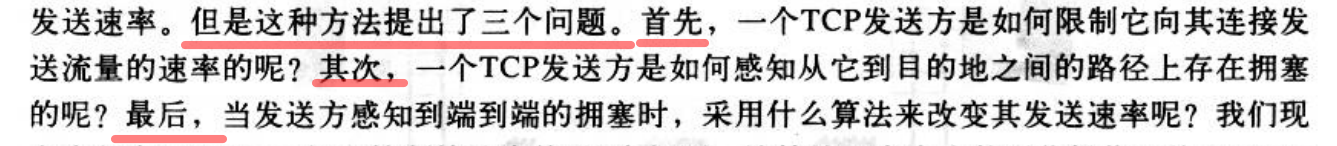 发送速率。但是这种方法提出了三个问题。首先，一个TCP发送方是如何限制它向其连接发
送流量的速率的呢？其次，一个TCP发送方是如何感知从它到目的地之间的路径上存在拥塞
的呢？最后，当发送方感知到端到端的拥塞时，采用什么算法来改变其发送速率呢？我们现